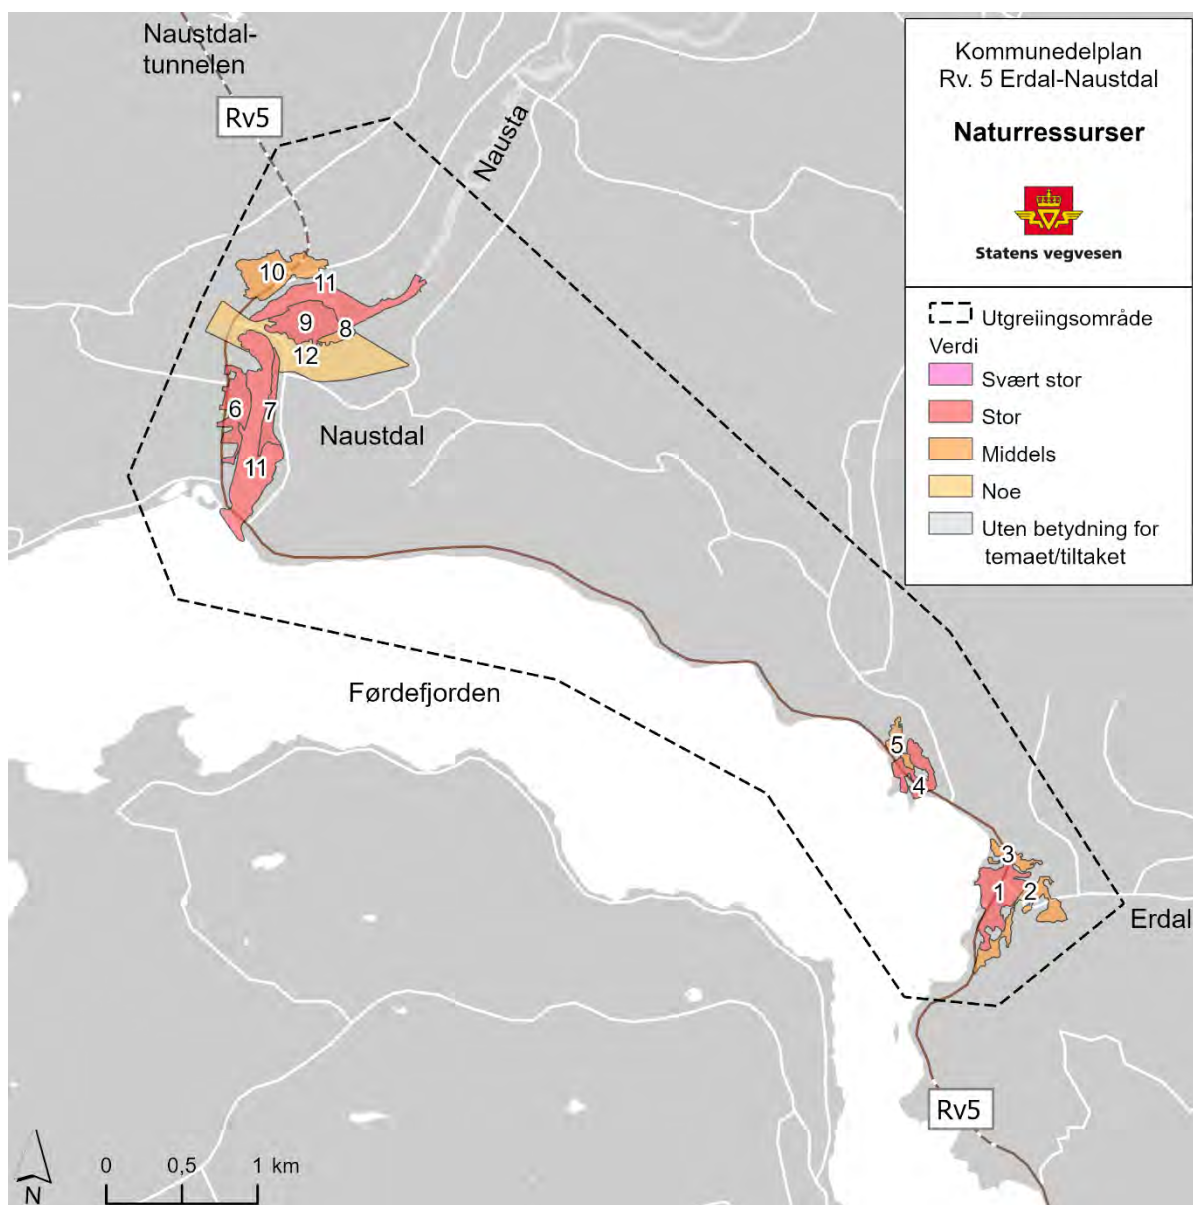 Naustdal-
tunnelen
Rv5
Nausta
Kommunedelplan
Rv. 5 Erdal-Naustdal
Naturressurser
Statens vegvesen
Utgreiingsområde
Verdi
Svært stor
Stor
Middels
Noe
Uten betydning for
temaet/tiltaket
10
11
9
8
12
6
7
Naustdal
11
Førdefjorden
5
4
3
1
2
Erdal
Rv5
N
0 0,5 1 km